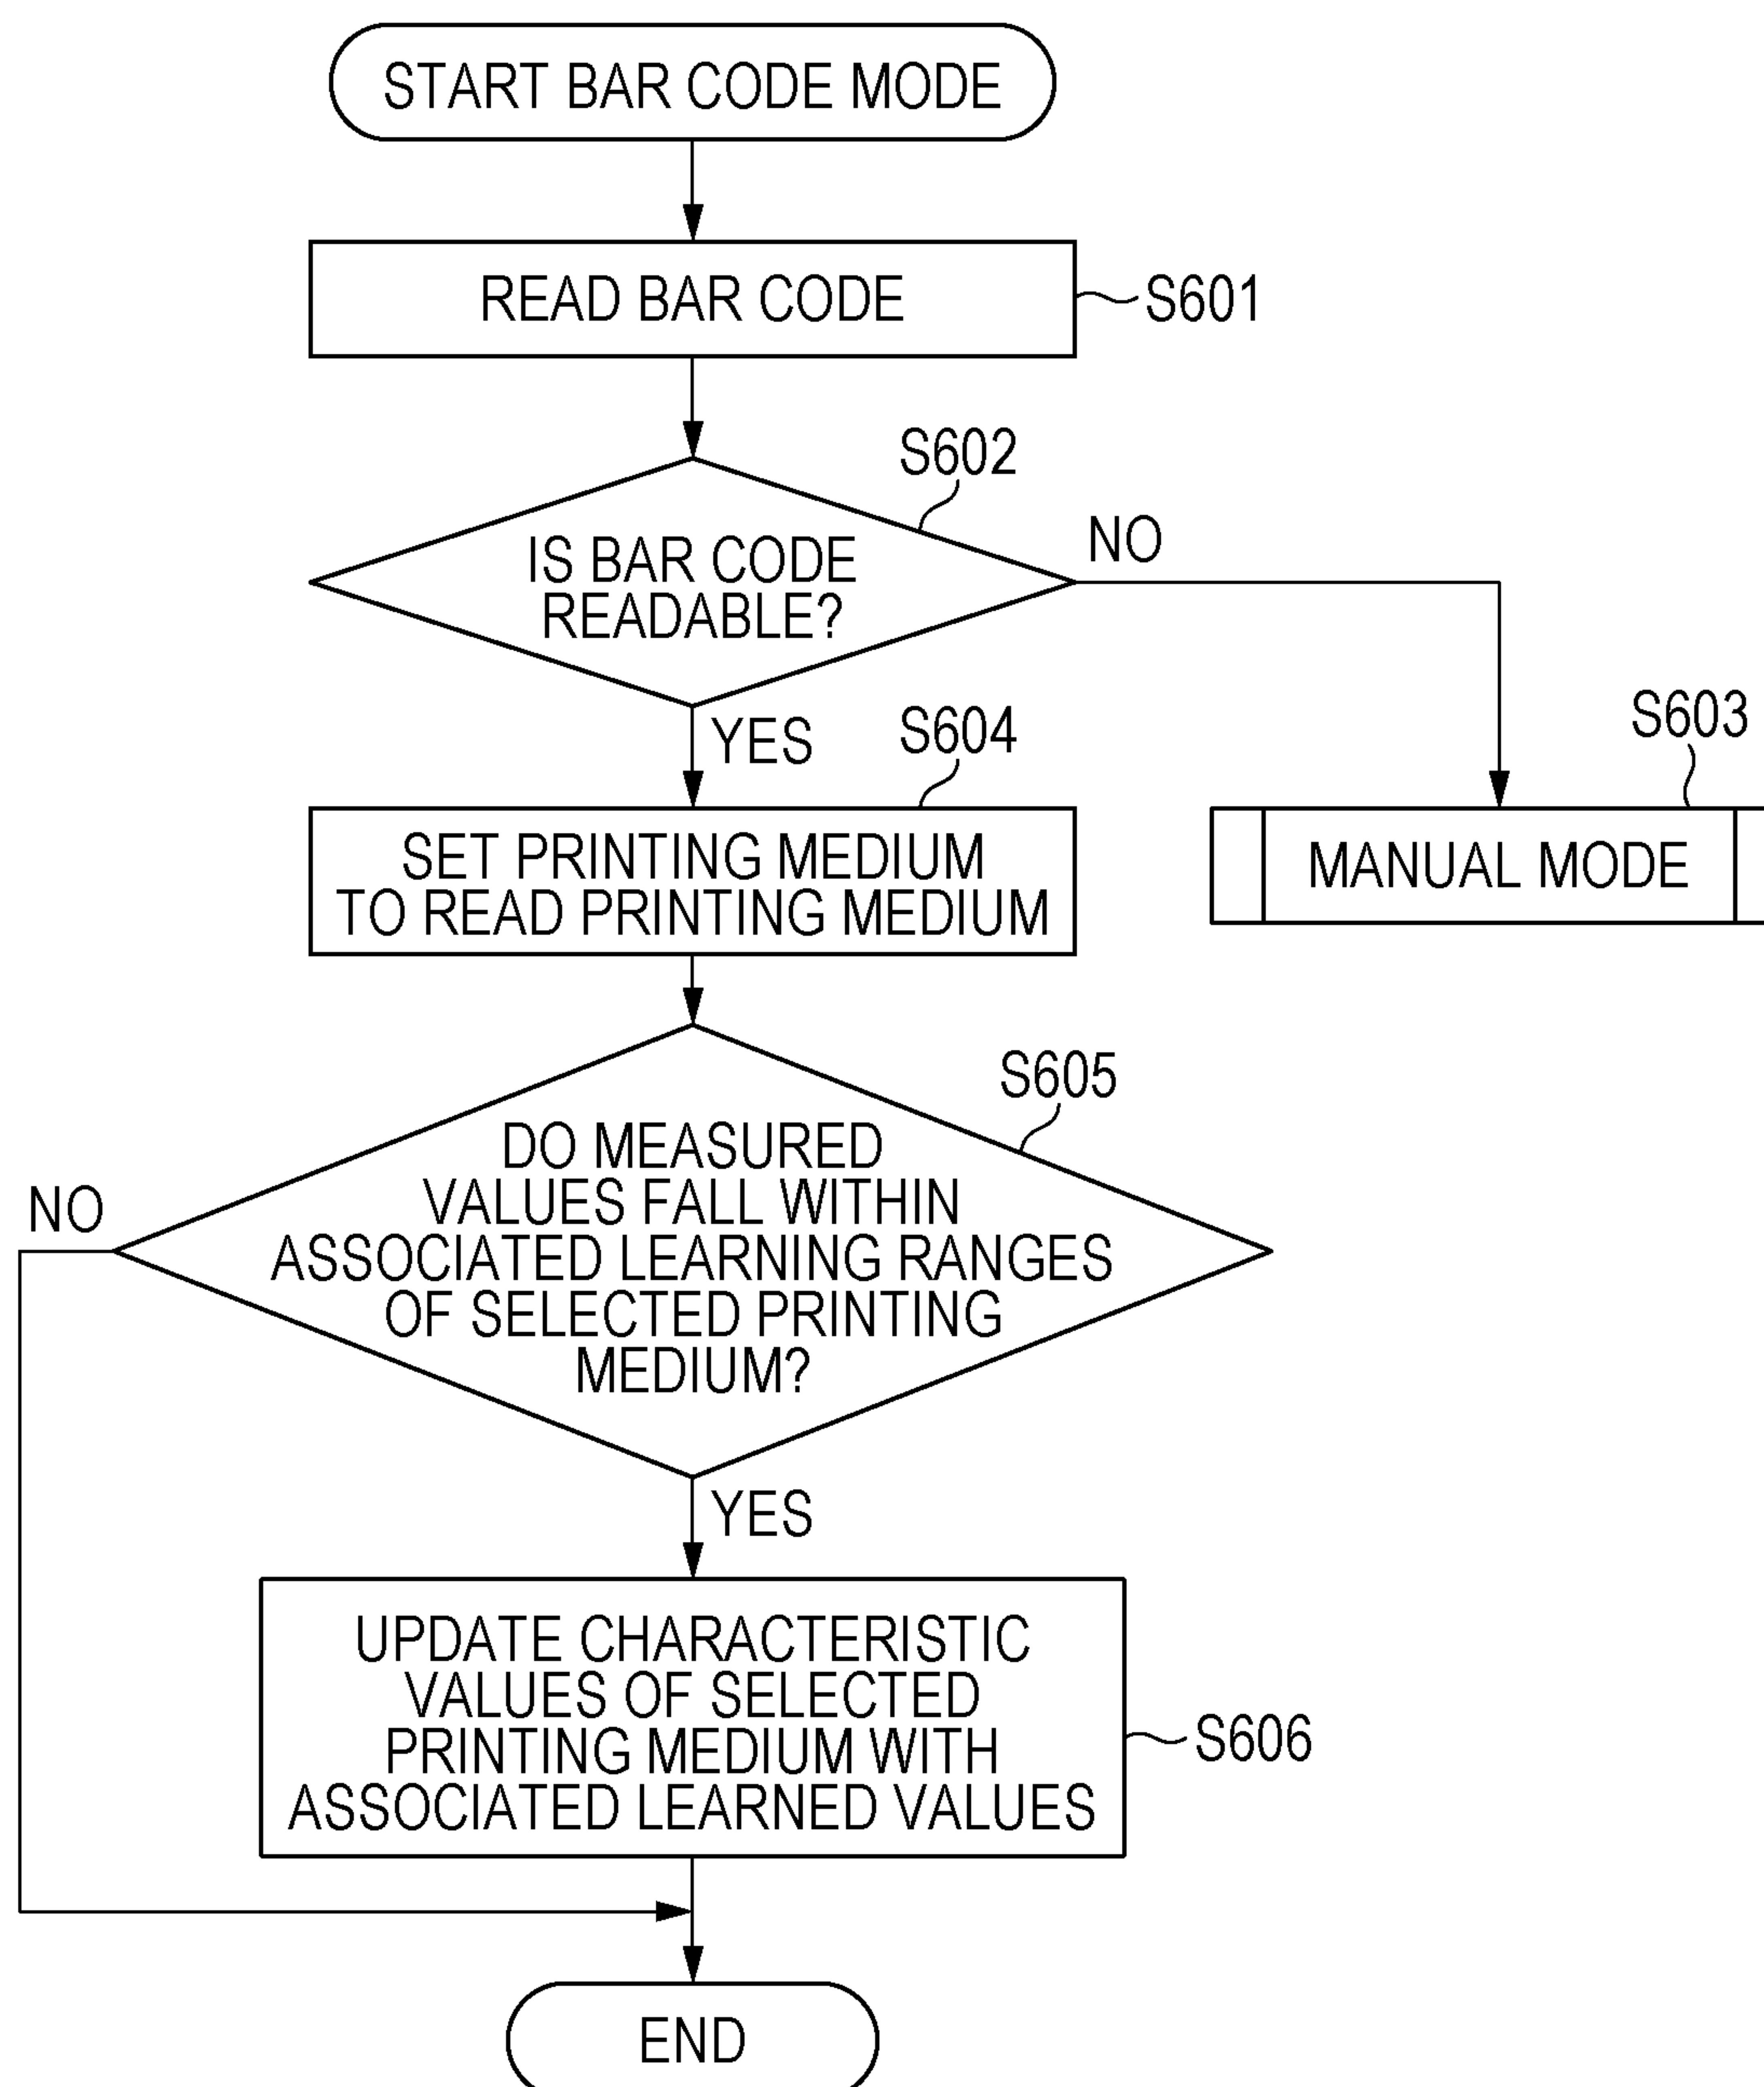 START BAR CODE MODE
READ BAR CODE
S601
S602
IS BAR CODE
READABLE?
NO
YES
S604
S603
SET PRINTING MEDIUM
TO READ PRINTING MEDIUM
MANUAL MODE
S605
DO MEASURED
VALUES FALL WITHIN
ASSOCIATED LEARNING RANGES
OF SELECTED PRINTING
MEDIUM?
NO
YES
UPDATE CHARACTERISTIC
VALUES OF SELECTED
PRINTING MEDIUM WITH
ASSOCIATED LEARNED VALUES
S606
END